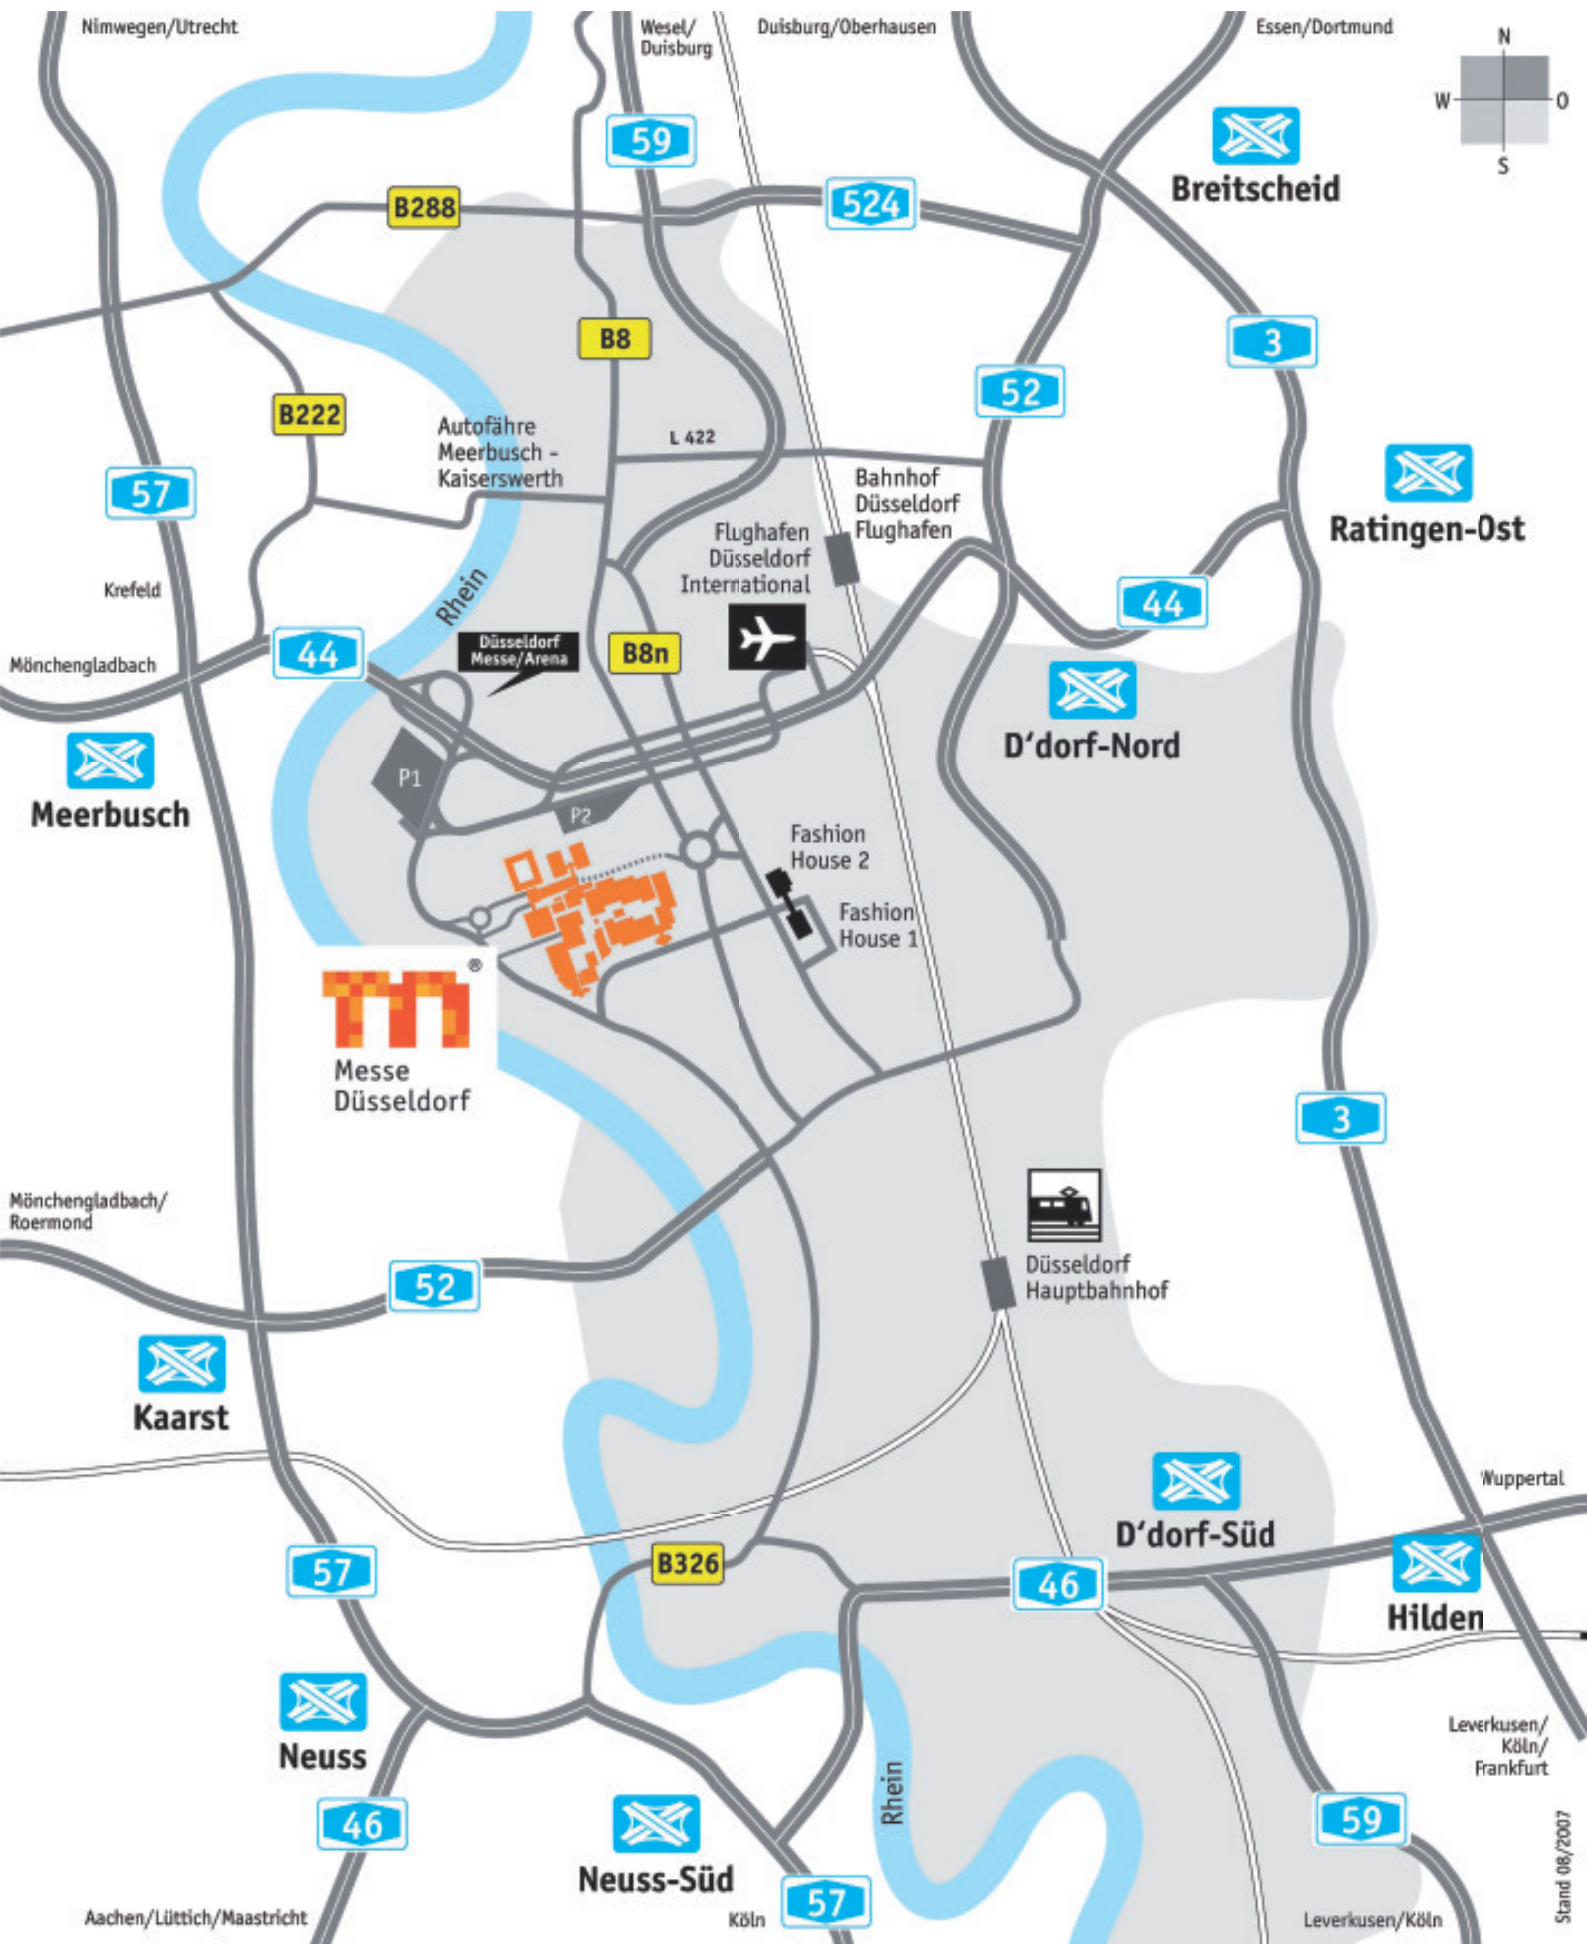 Nimwegen/Utrecht
Wesel/
Duisburg
Duisburg/Oberhausen
Essen/Dortmund
N
W
O
S
59
Breitscheid
B288
524
B8
3
52
B222
Autofähre
Meerbusch -
Kaiserswerth
L 422
57
Bahnhof
Düsseldorf
Flughafen
Ratingen-Ost
Flughafen
Düsseldorf
International
Krefeld
Rhein
44
Düsseldorf
Messe/Arena
B8n
44
Mönchengladbach
D'dorf-Nord
Meerbusch
P1
P2
Fashion
House 2
Fashion
House 1
®
Messe
Düsseldorf
3
Mönchengladbach/
Roermond
52
Düsseldorf
Hauptbahnhof
Kaarst
Wuppertal
D'dorf-Süd
57
B326
46
Hilden
Neuss
Leverkusen/
Köln/
Frankfurt
46
Rhein
59
Neuss-Süd
57
Aachen/Lüttich/Maastricht
Köln
Leverkusen/Köln
Stand 08/2007